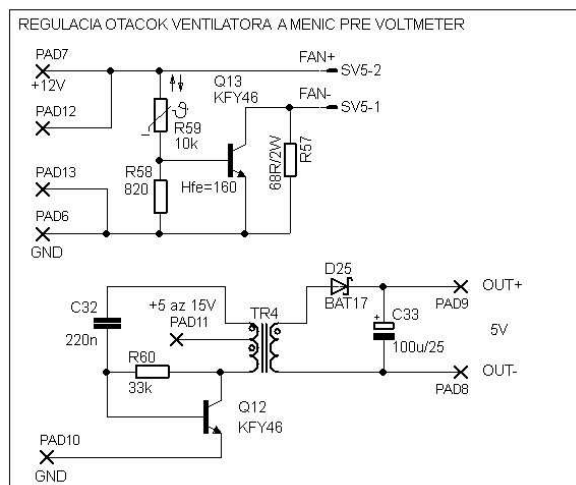 REGULACIA OTACOK VENTILATORA A MENIC PRE VOLTMETER
PAD7
+12V
PAD12
PAD13
PAD6
GND
R59
10k
R58
820
Q13
KFY46
Hfe=160
FAN+
SV5-2
FAN-
SV5-1
68R/2W
R57
C32
220n
+5 az 15V
PAD11
TR4
R60
33k
Q12
KFY46
PAD10
GND
D25
BAT17
C33
100u/25
+
PAD9
OUT+
5V
PAD8
OUT-